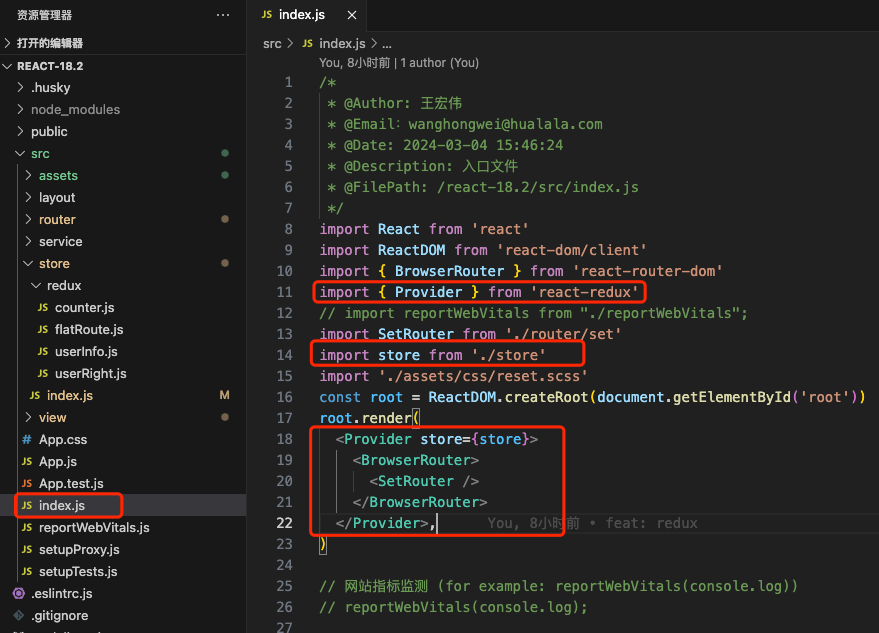 资源管理器
···
打开的编辑器
REACT-18.2
.husky
node_modules
public
src
assets
layout
router
service
store
redux
JS counter.js
JS flatRoute.js
JS userInfo.js
JS userRight.js
JS index.js M
view
# App.css
JS App.js
JS App.test.js
JS index.js
JS reportWebVitals.js
JS setupProxy.js
JS setupTests.js
.eslintrc.js
.gitignore
JS index.js ×
src > JS index.js > ...
You, 8小时前 | 1 author (You)
1 /*
2 * @Author: 王宏伟
3 * @Email: wanghongwei@hualala.com
4 * @Date: 2024-03-04 15:46:24
5 * @Description: 入口文件
6 * @FilePath: /react-18.2/src/index.js
7 */
8 import React from 'react'
9 import ReactDOM from 'react-dom/client'
10 import { BrowserRouter } from 'react-router-dom'
11 import { Provider } from 'react-redux'
12 // import reportWebVitals from "./reportWebVitals";
13 import SetRouter from './router/set'
14 import store from './store'
15 import './assets/css/reset.scss'
16 const root = ReactDOM.createRoot(document.getElementById('root'))
17 root.render(
18 <Provider store={store}>
19 <BrowserRouter>
20 <SetRouter />
21 </BrowserRouter>
22 </Provider>, You, 8小时前 • feat: redux
23 )
24
25 // 网站指标监测 (for example: reportWebVitals(console.log))
26 // reportWebVitals(console.log);
27